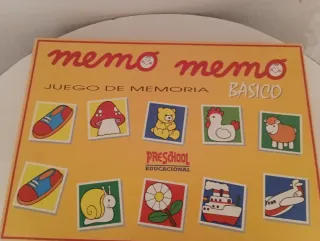 memo memo
JUEGO DE MEMORIA BASICO
PRESCHOOL
EDUCACIONAL